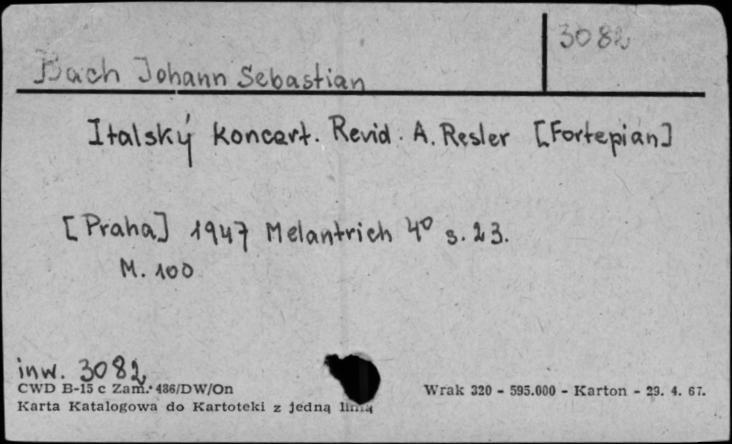 3082
Bach Johann Sebastian
Italský koncert. Revid. A. Resler [Fortepian]
[Praha] 1947 Melantrich 4° s. 23.
M. 100
inw. 3082
CWD B-15 c Zam. 486/DW/On
Wrak 320 - 595.000 - Karton - 29. 4. 67.
Karta Katalogowa do Kartoteki z jedną linią